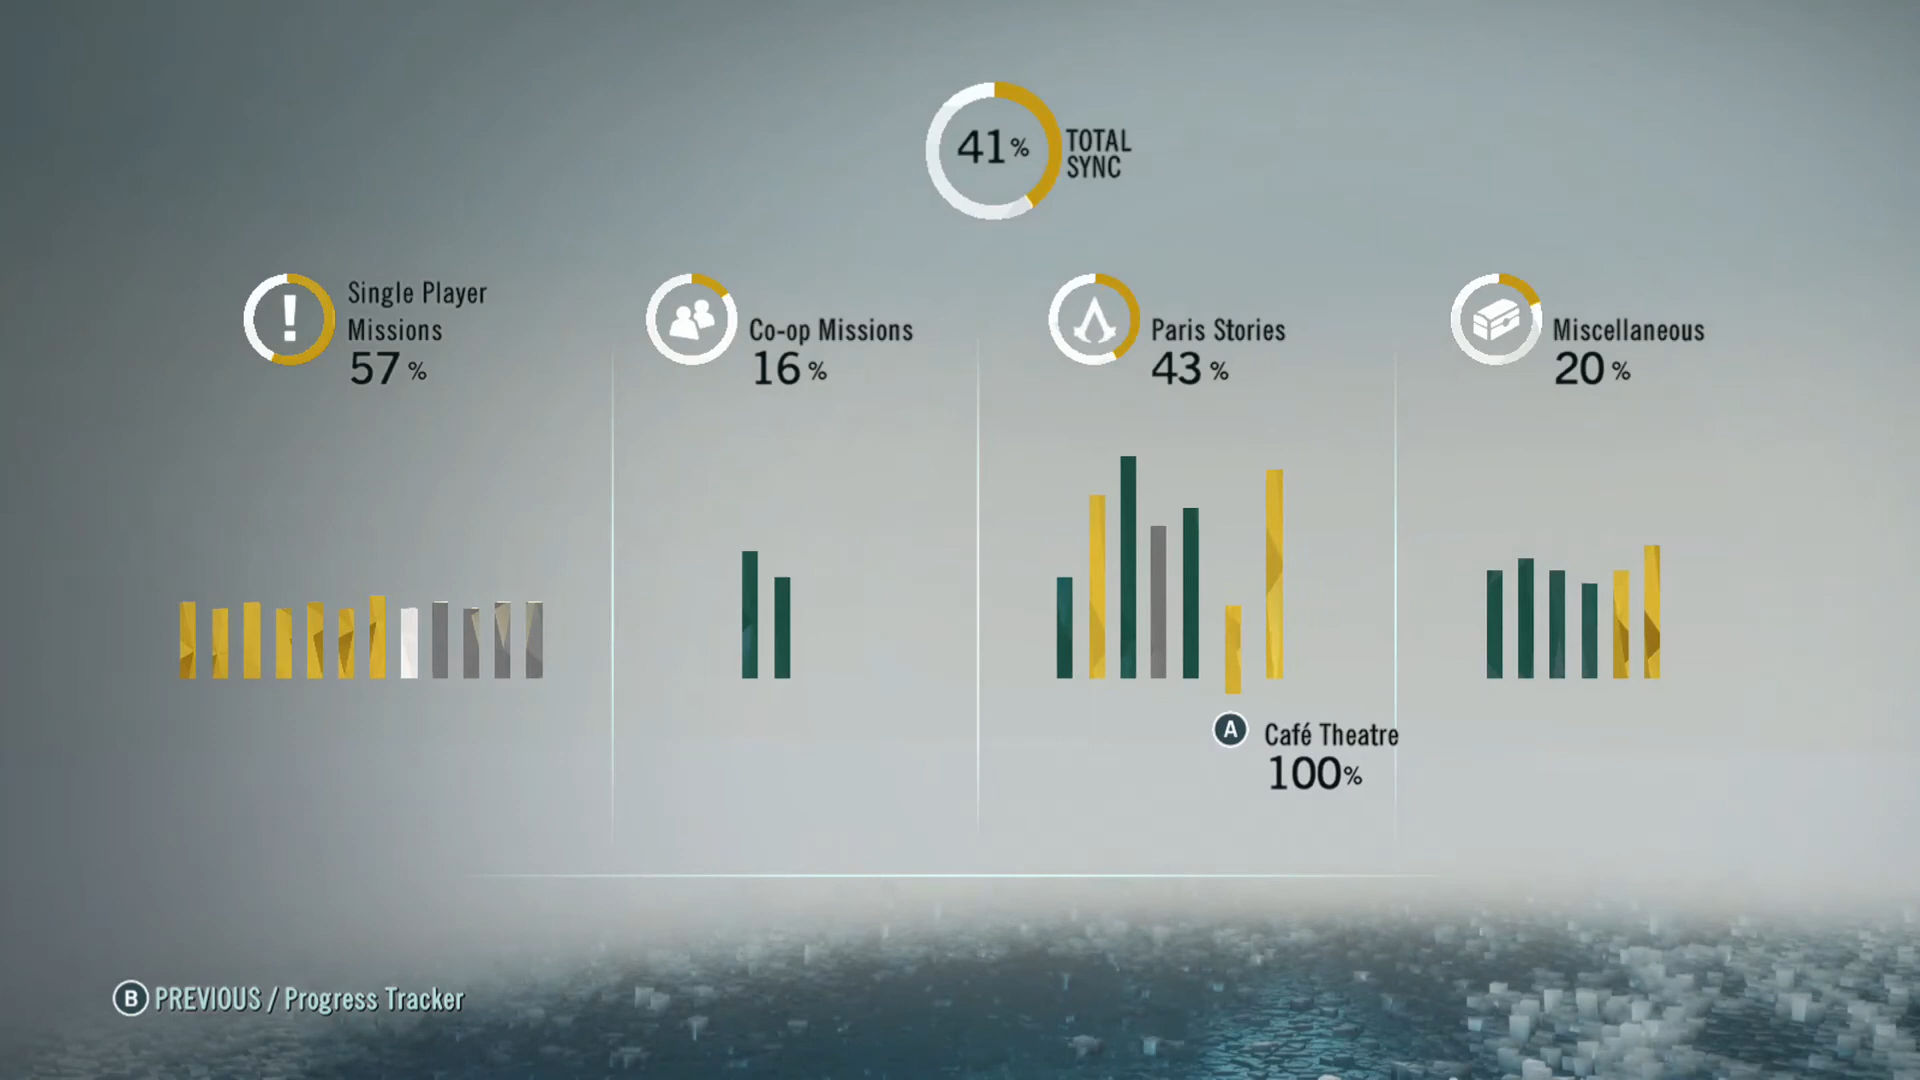 41%
TOTAL
SYNC
Single Player
Missions
57 %
Co-op Missions
16 %
Paris Stories
43 %
Miscellaneous
20 %
A Café Theatre
100%
B PREVIOUS / Progress Tracker